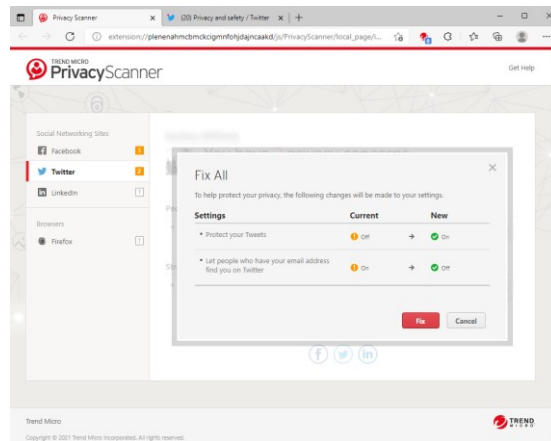 Privacy Scanner
(20) Privacy and safety / Twitter
extension://plenenahmcbmckcigmnfohjdajncaakd/js/PrivacyScanner/local_page/i...
TREND MICRO
PrivacyScanner
Get Help
Social Networking Sites
Facebook
Twitter 2
LinkedIn
Browsers
Firefox
Fix All
To help protect your privacy, the following changes will be made to your settings.
Settings Current New
Protect your Tweets Off → On
Let people who have your email address
find you on Twitter On → Off
Fix Cancel
Trend Micro
TREND
MICRO
Copyright © 2021 Trend Micro Incorporated. All rights reserved.